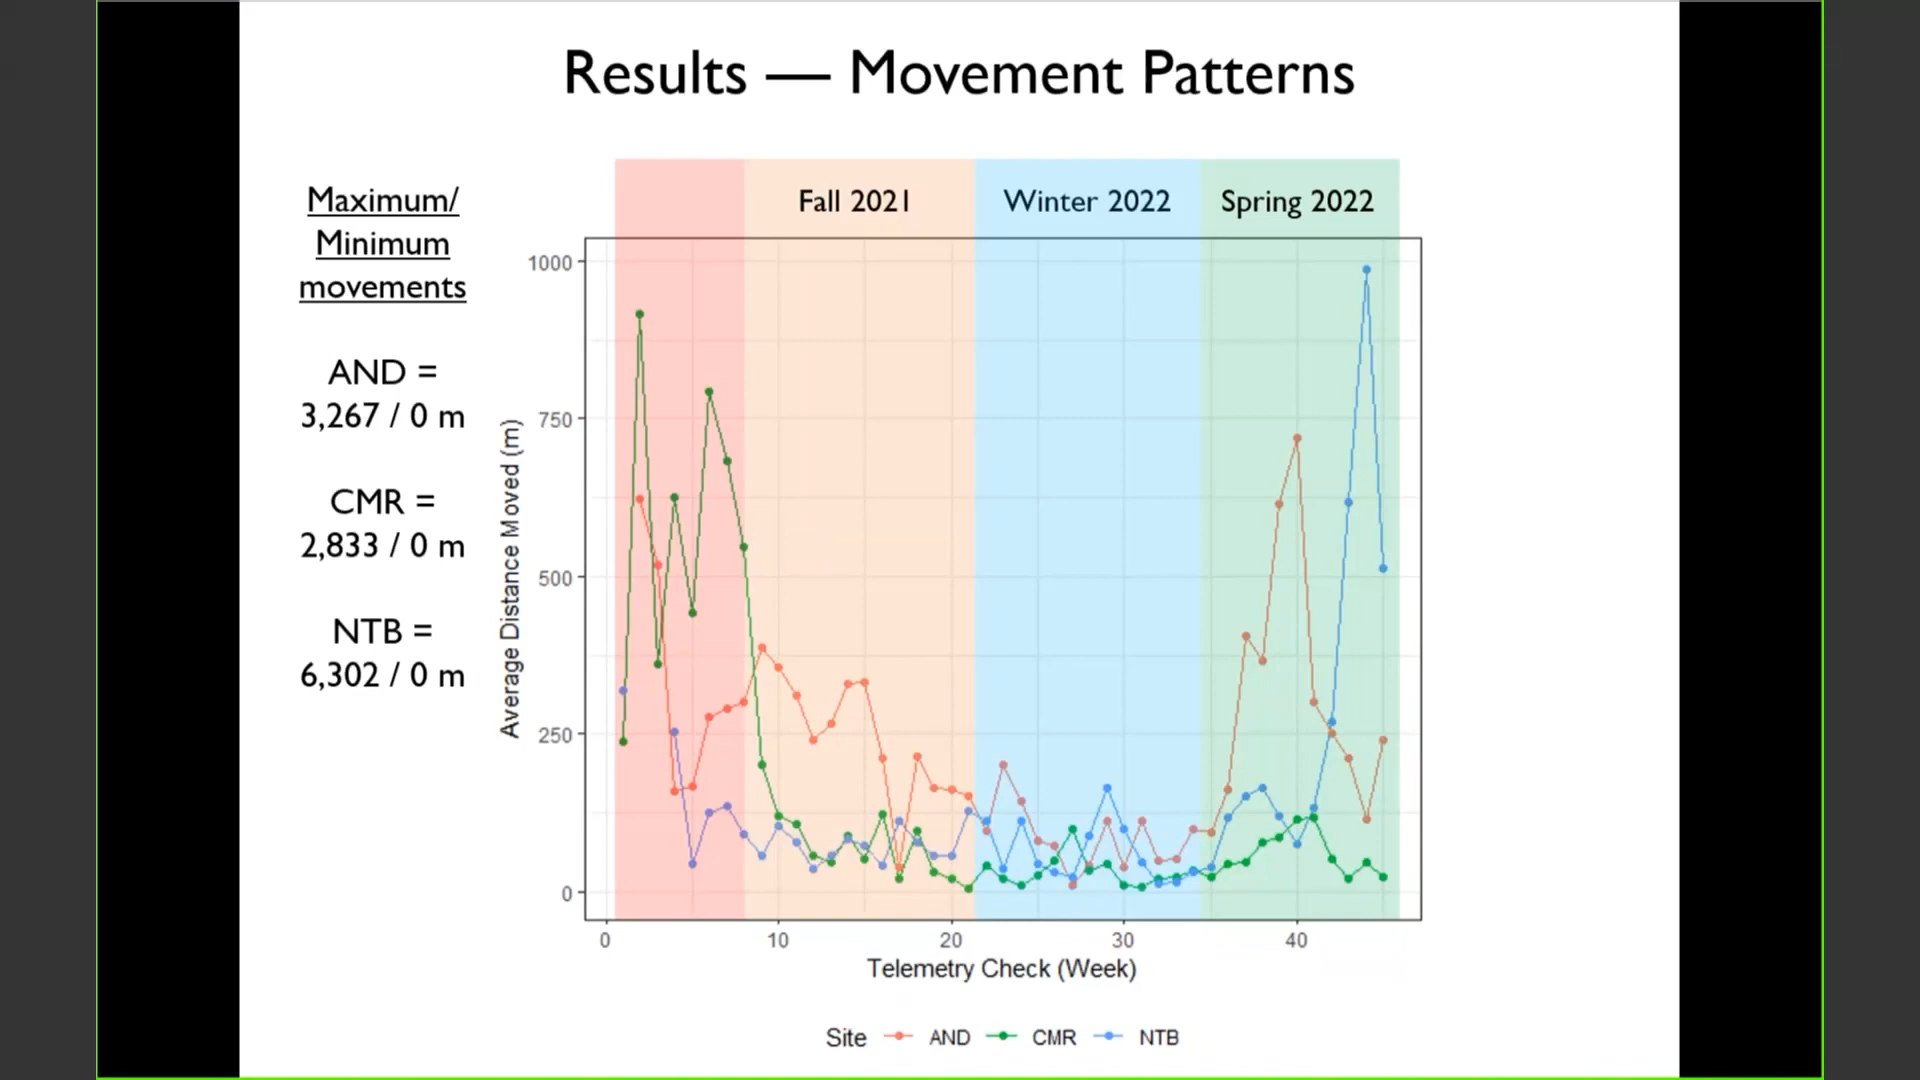 Results — Movement Patterns
Maximum/
Minimum
movements
AND =
3,267 / 0 m
CMR =
2,833 / 0 m
NTB =
6,302 / 0 m
Fall 2021
Winter 2022
Spring 2022
Average Distance Moved (m)
1000
750
500
250
0
0
10
20
30
40
Telemetry Check (Week)
Site AND CMR NTB